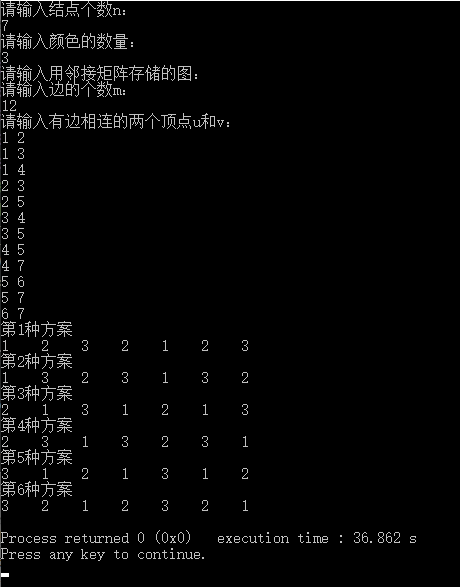 请输入结点个数n:
7
请输入颜色的数量:
3
请输入用邻接矩阵存储的图:
请输入边的个数m:
12
请输入有边相连的两个顶点u和v:
1 2
1 3
1 4
2 3
2 5
3 4
3 5
4 5
4 7
5 6
5 7
6 7
第1种方案
1 2 3 2 1 2 3
第2种方案
1 3 2 3 1 3 2
第3种方案
2 1 3 1 2 1 3
第4种方案
2 3 1 3 2 3 1
第5种方案
3 1 2 1 3 1 2
第6种方案
3 2 1 2 3 2 1
Process returned 0 (0x0) execution time : 36.862 s
Press any key to continue.